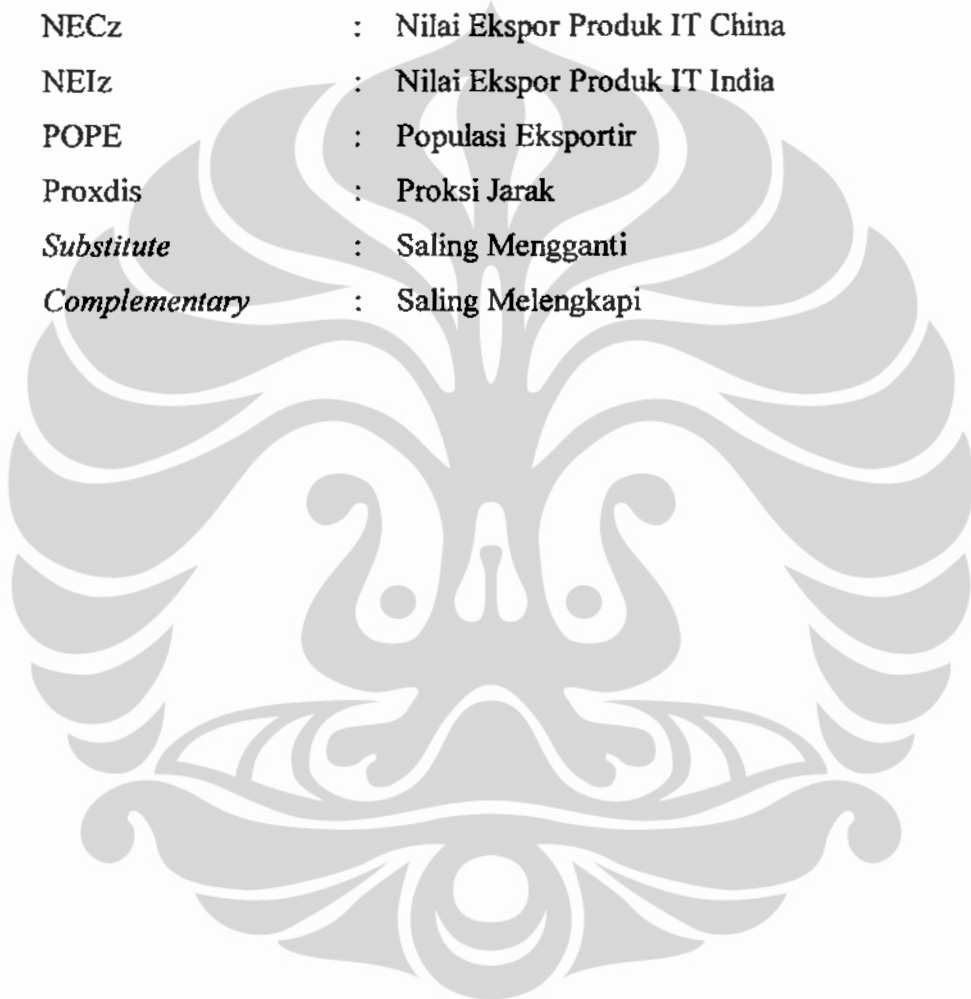 NECz : Nilai Ekspor Produk IT China
NEIz : Nilai Ekspor Produk IT India
POPE : Populasi Eksportir
Proxdis : Proksi Jarak
Substitute : Saling Mengganti
Complementary : Saling Melengkapi